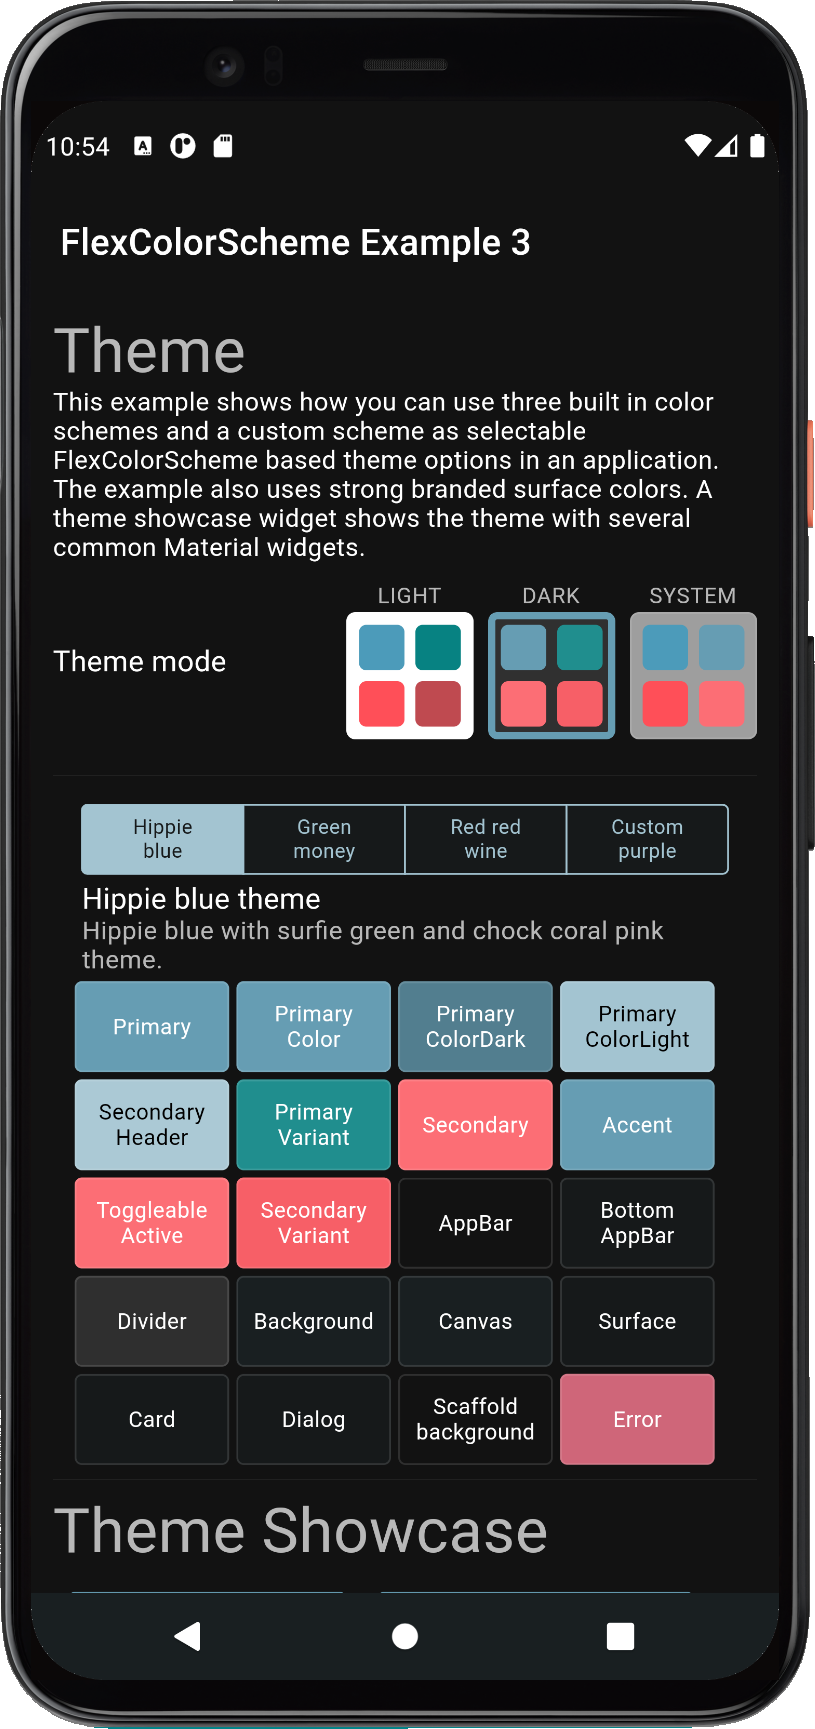 10:54
FlexColorScheme Example 3
Theme
This example shows how you can use three built in color
schemes and a custom scheme as selectable
FlexColorScheme based theme options in an application.
The example also uses strong branded surface colors. A
theme showcase widget shows the theme with several
common Material widgets.
LIGHT DARK SYSTEM
Theme mode
Hippie
blue
Green
money
Red red
wine
Custom
purple
Hippie blue theme
Hippie blue with surfie green and chock coral pink
theme.
Primary
Primary
Color
Primary
ColorDark
Primary
ColorLight
Secondary
Header
Primary
Variant
Secondary
Accent
Toggleable
Active
Secondary
Variant
AppBar
Bottom
AppBar
Divider
Background
Canvas
Surface
Card
Dialog
Scaffold
background
Error
Theme Showcase